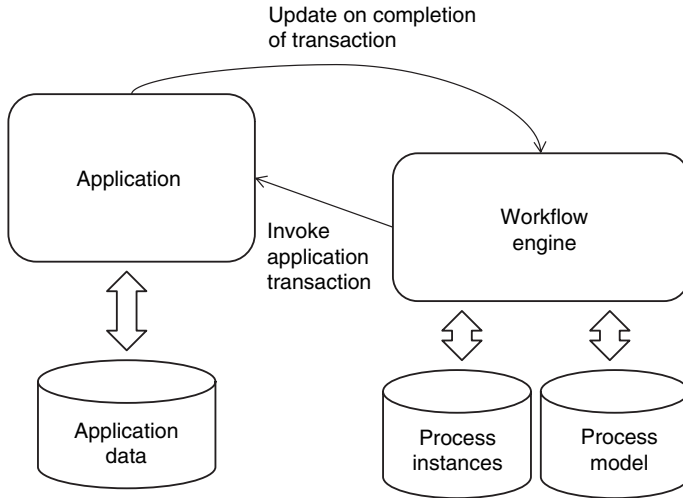 Update on completion
of transaction
Application
Workflow
engine
Invoke
application
transaction
Application
data
Process
instances
Process
model